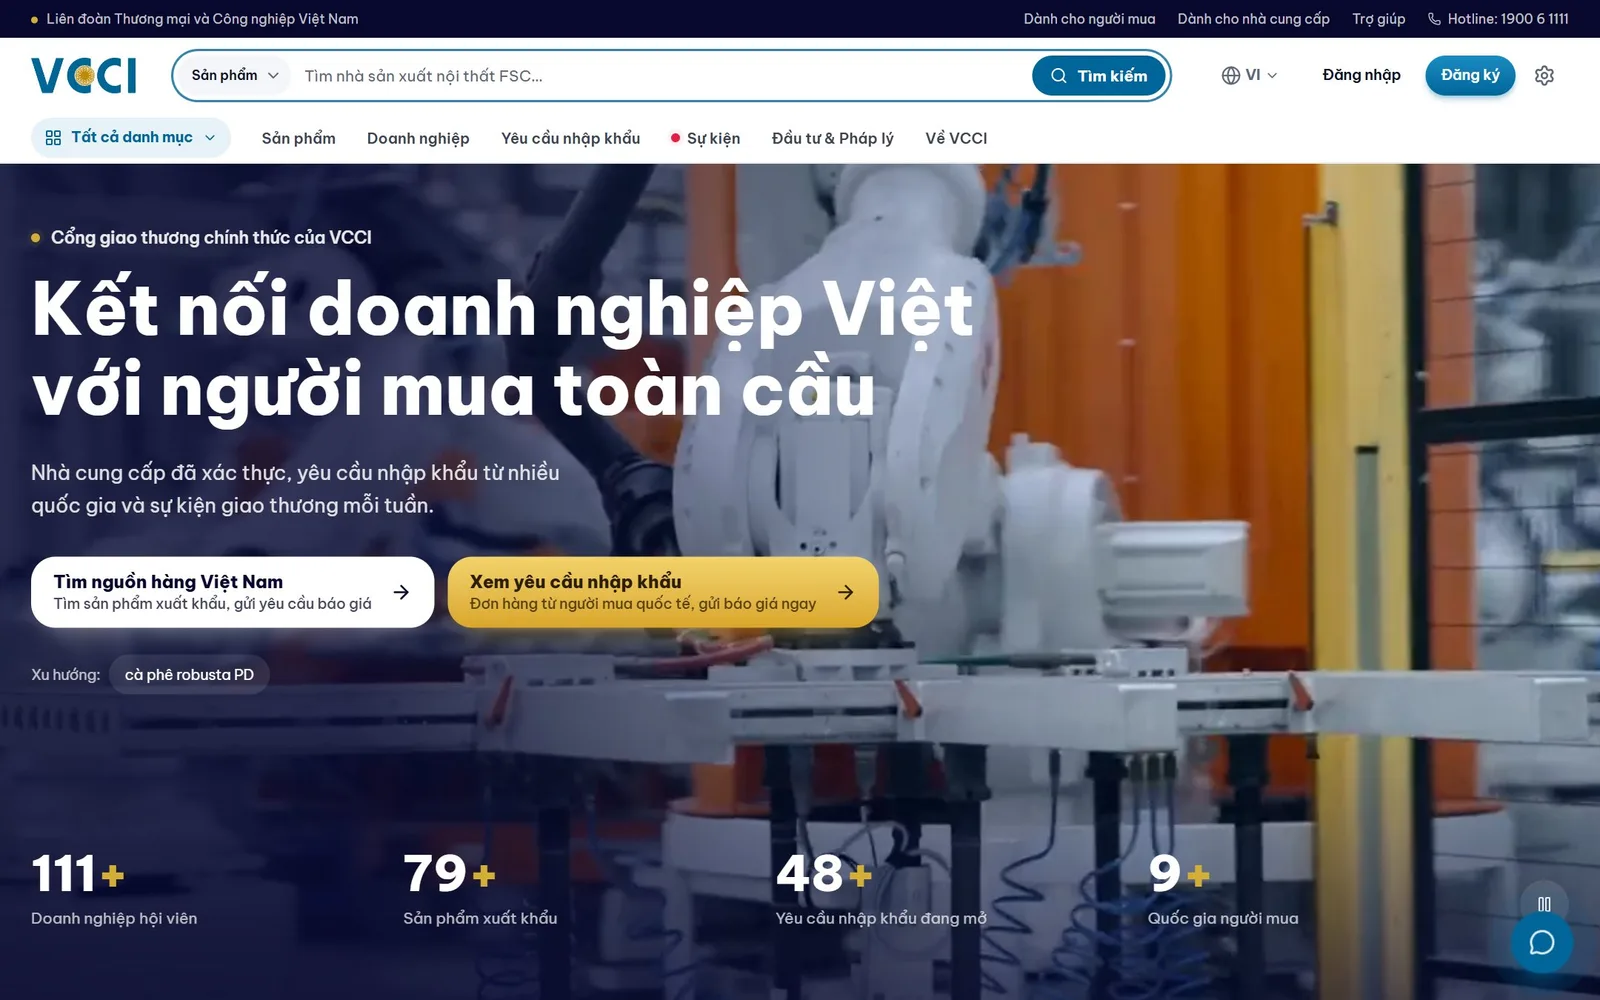 Liên đoàn Thương mại và Công nghiệp Việt Nam
Dành cho người mua
Dành cho nhà cung cấp
Trợ giúp
Hotline: 1900 6 1111
VCCI
Sản phẩm
Tìm nhà sản xuất nội thất FSC...
Tìm kiếm
VI
Đăng nhập
Đăng ký
Tất cả danh mục
Sản phẩm
Doanh nghiệp
Yêu cầu nhập khẩu
Sự kiện
Đầu tư & Pháp lý
Về VCCI
Cổng giao thương chính thức của VCCI
Kết nối doanh nghiệp Việt
với người mua toàn cầu
Nhà cung cấp đã xác thực, yêu cầu nhập khẩu từ nhiều
quốc gia và sự kiện giao thương mỗi tuần.
Tìm nguồn hàng Việt Nam
Tìm sản phẩm xuất khẩu, gửi yêu cầu báo giá
Xem yêu cầu nhập khẩu
Đơn hàng từ người mua quốc tế, gửi báo giá ngay
Xu hướng:
cà phê robusta PD
111+
Doanh nghiệp hội viên
79+
Sản phẩm xuất khẩu
48+
Yêu cầu nhập khẩu đang mở
9+
Quốc gia người mua